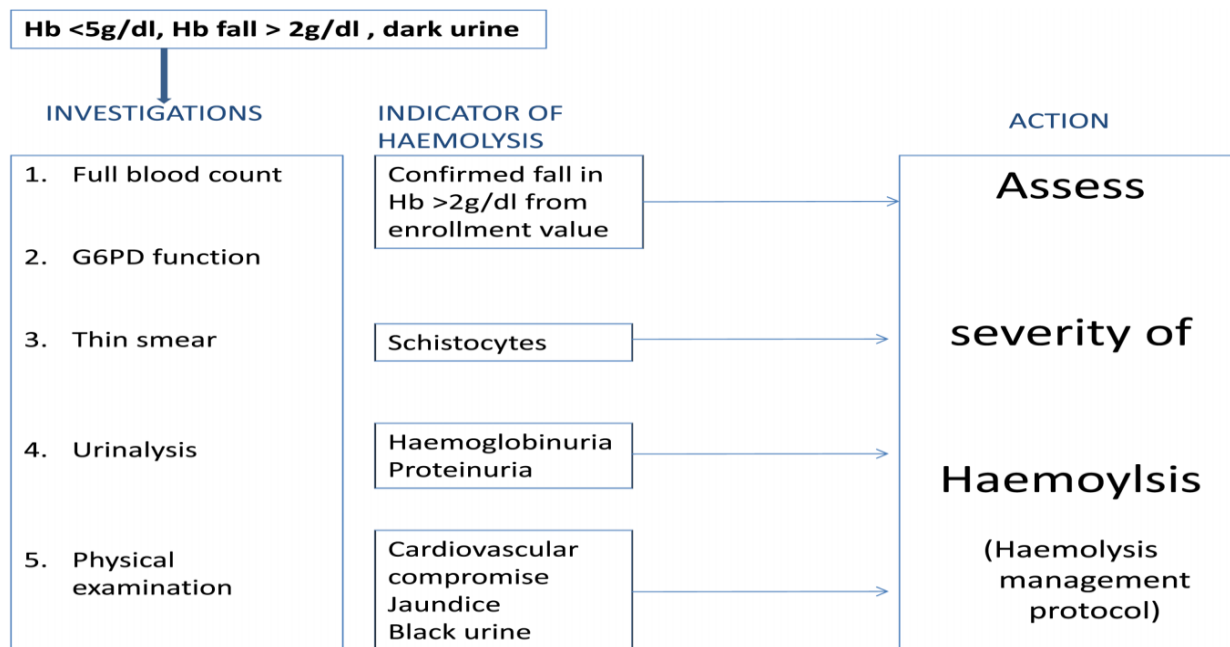 Hb <5g/dl, Hb fall > 2g/dl , dark urine
INVESTIGATIONS
1. Full blood count
2. G6PD function
3. Thin smear
4. Urinalysis
5. Physical
examination
INDICATOR OF
HAEMOLYSIS
Confirmed fall in
Hb >2g/dl from
enrollment value
Schistocytes
Haemoglobinuria
Proteinuria
Cardiovascular
compromise
Jaundice
Black urine
ACTION
Assess
severity of
Haemoylsis
(Haemolysis
management
protocol)